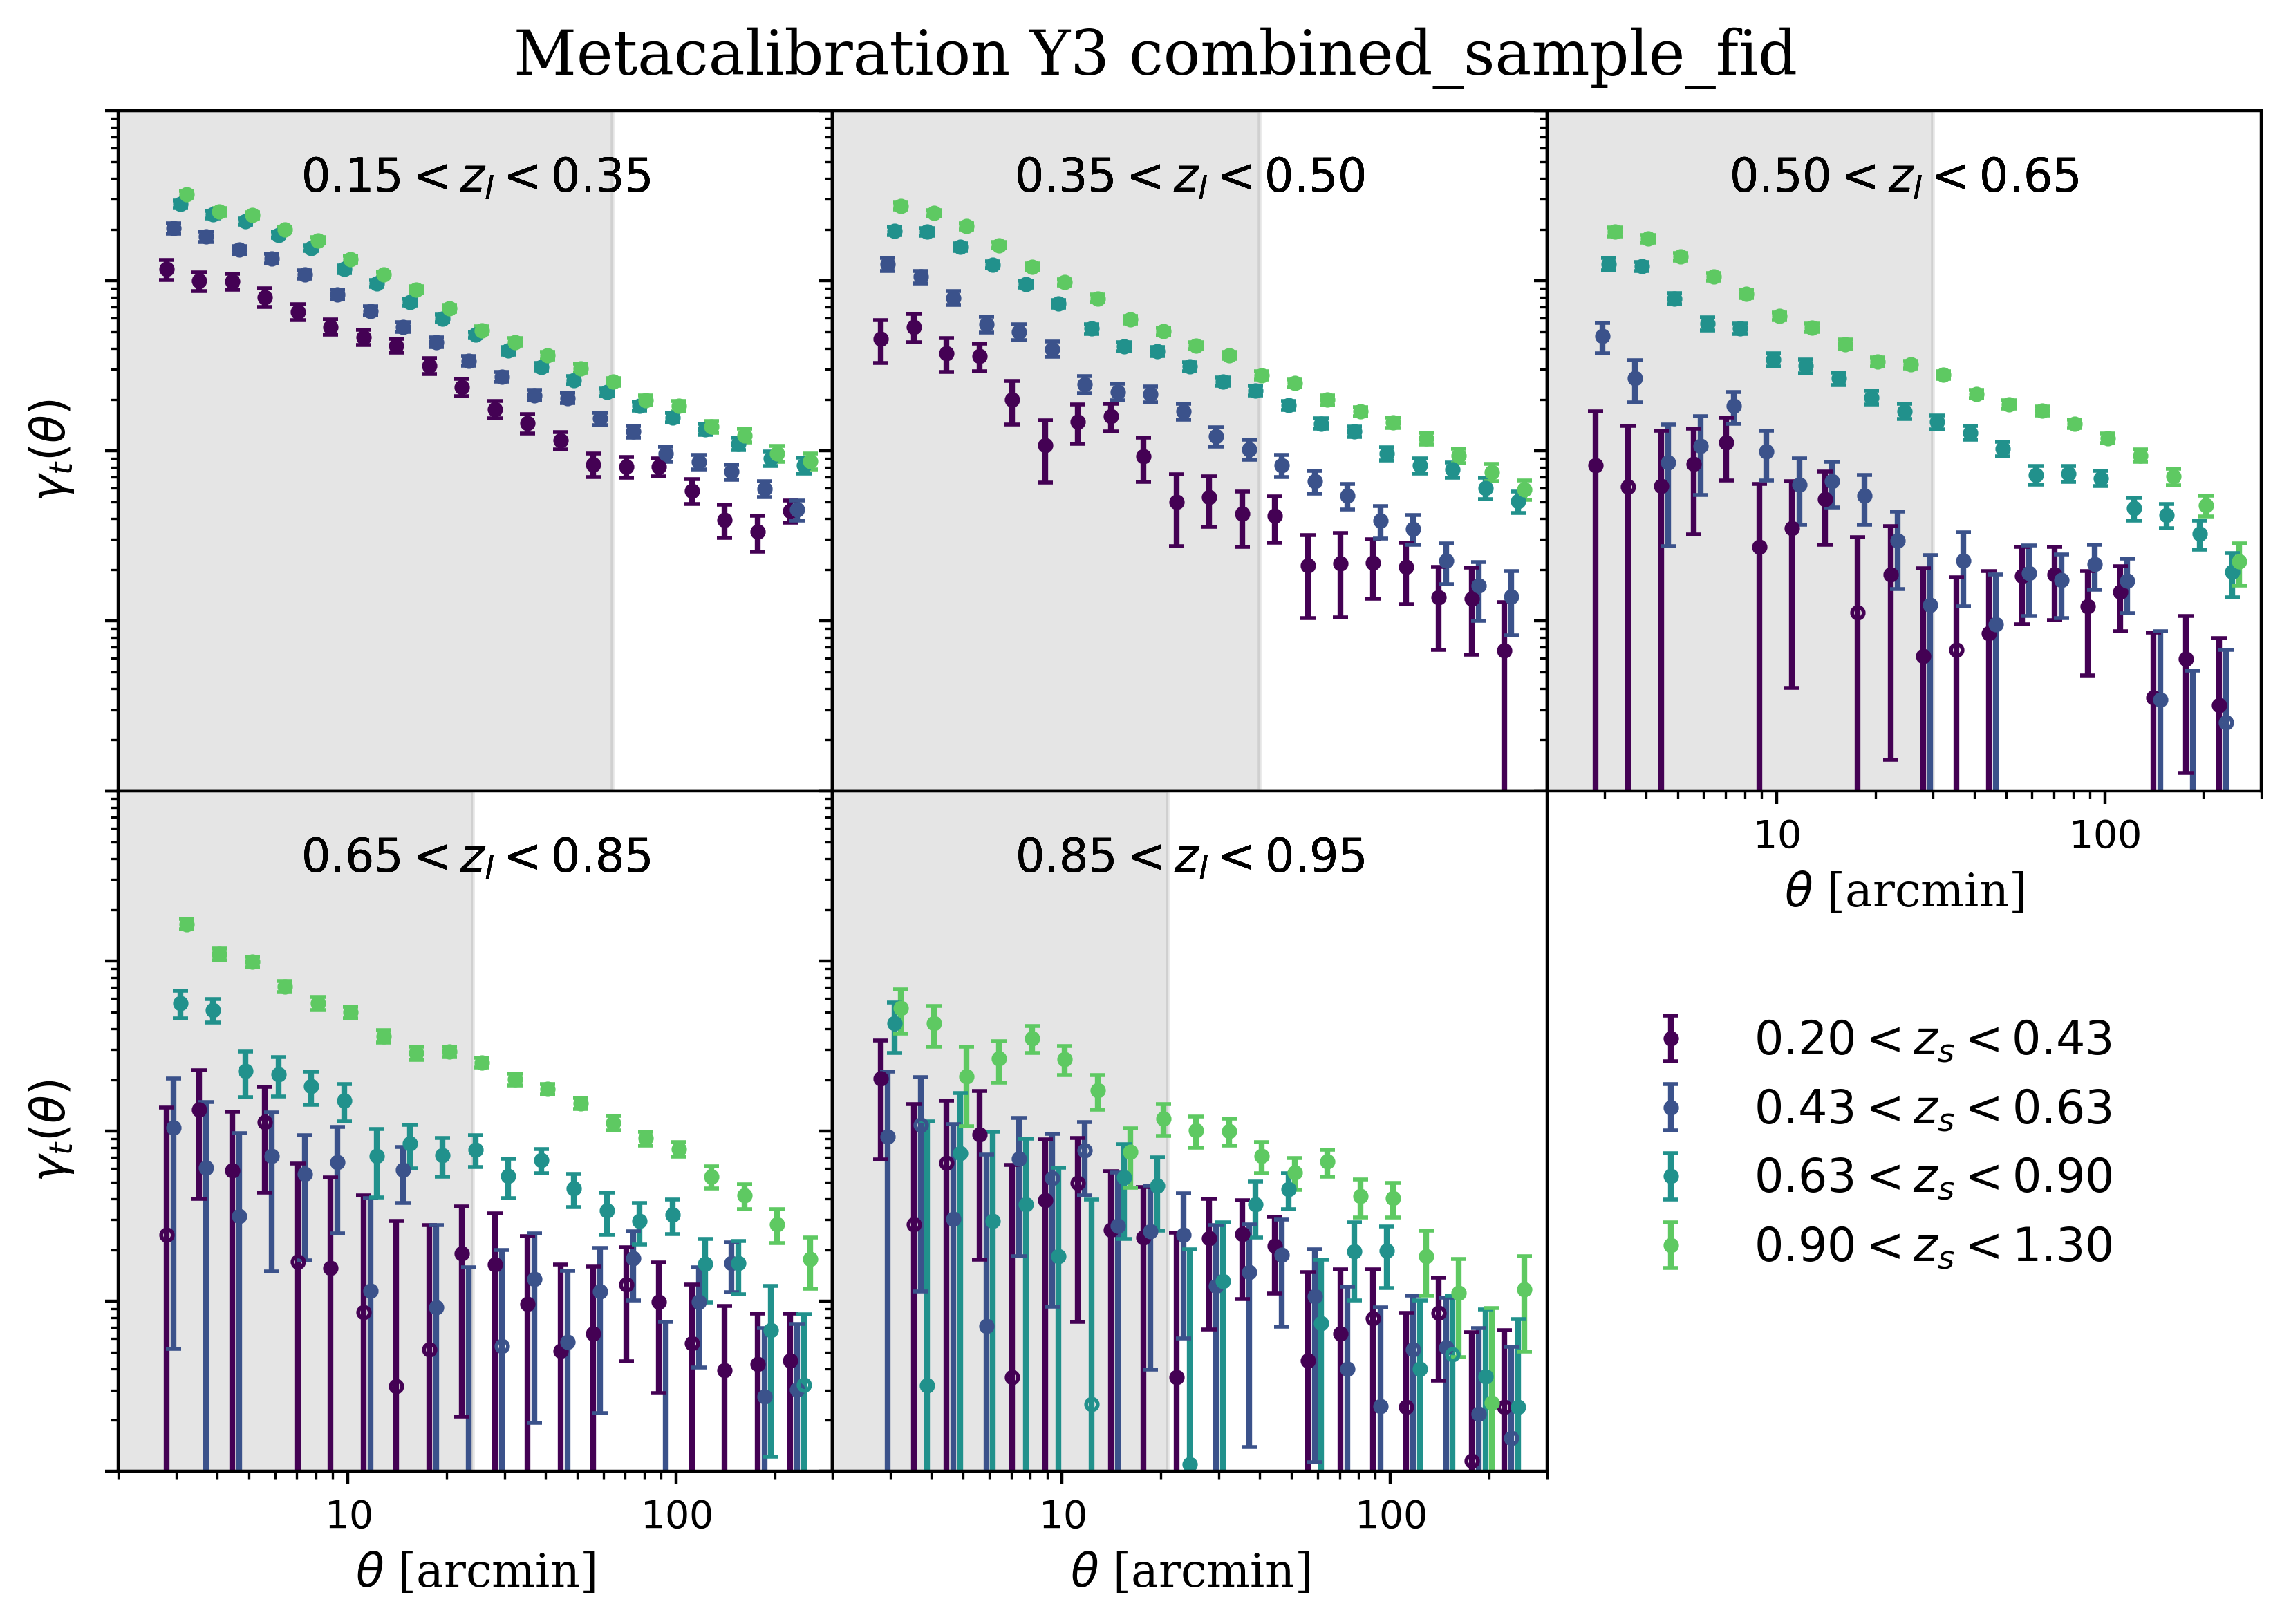 Metacalibration Y3 combined_sample_fid
0.15 < z_l < 0.35
0.35 < z_l < 0.50
0.50 < z_l < 0.65
γ_t(θ)
10 100
θ [arcmin]
0.65 < z_l < 0.85
0.85 < z_l < 0.95
γ_t(θ)
0.20 < z_s < 0.43
0.43 < z_s < 0.63
0.63 < z_s < 0.90
0.90 < z_s < 1.30
10 100
10 100
θ [arcmin]
θ [arcmin]